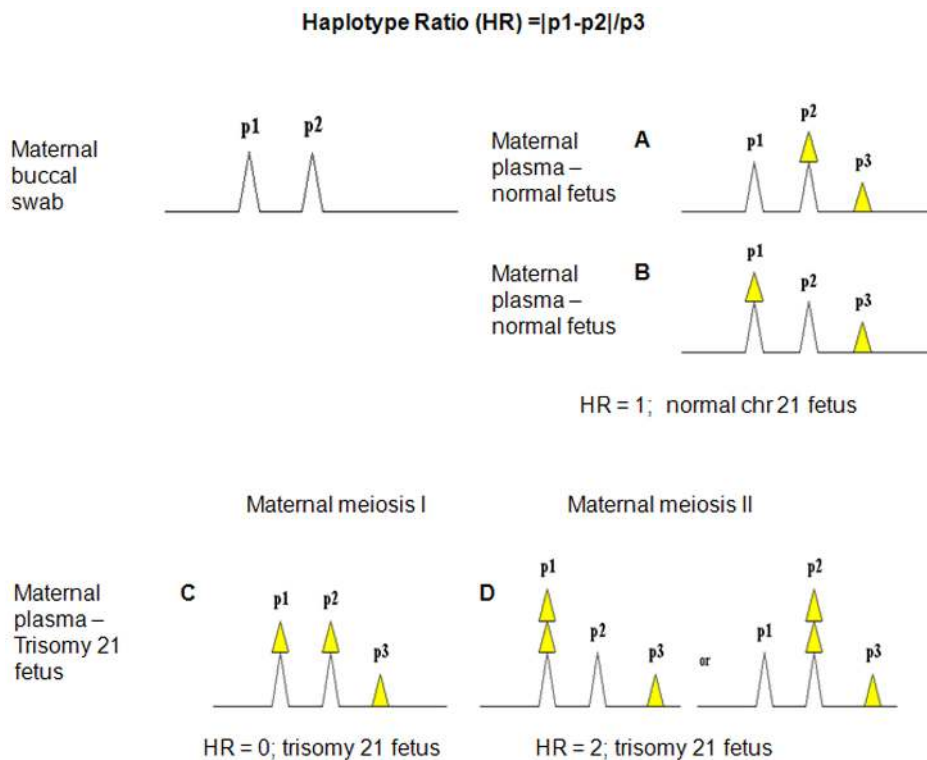 Haplotype Ratio (HR) =|p1-p2|/p3
p1
p2
Maternal
buccal
swab
Maternal
plasma –
normal fetus
A
p1
p2
p3
Maternal
plasma –
normal fetus
B
p1
p2
p3
HR = 1; normal chr 21 fetus
Maternal meiosis I
Maternal meiosis II
Maternal
plasma –
Trisomy 21
fetus
C
p1
p2
p3
D
p1
p2
p3
or
p1
p2
p3
HR = 0; trisomy 21 fetus
HR = 2; trisomy 21 fetus